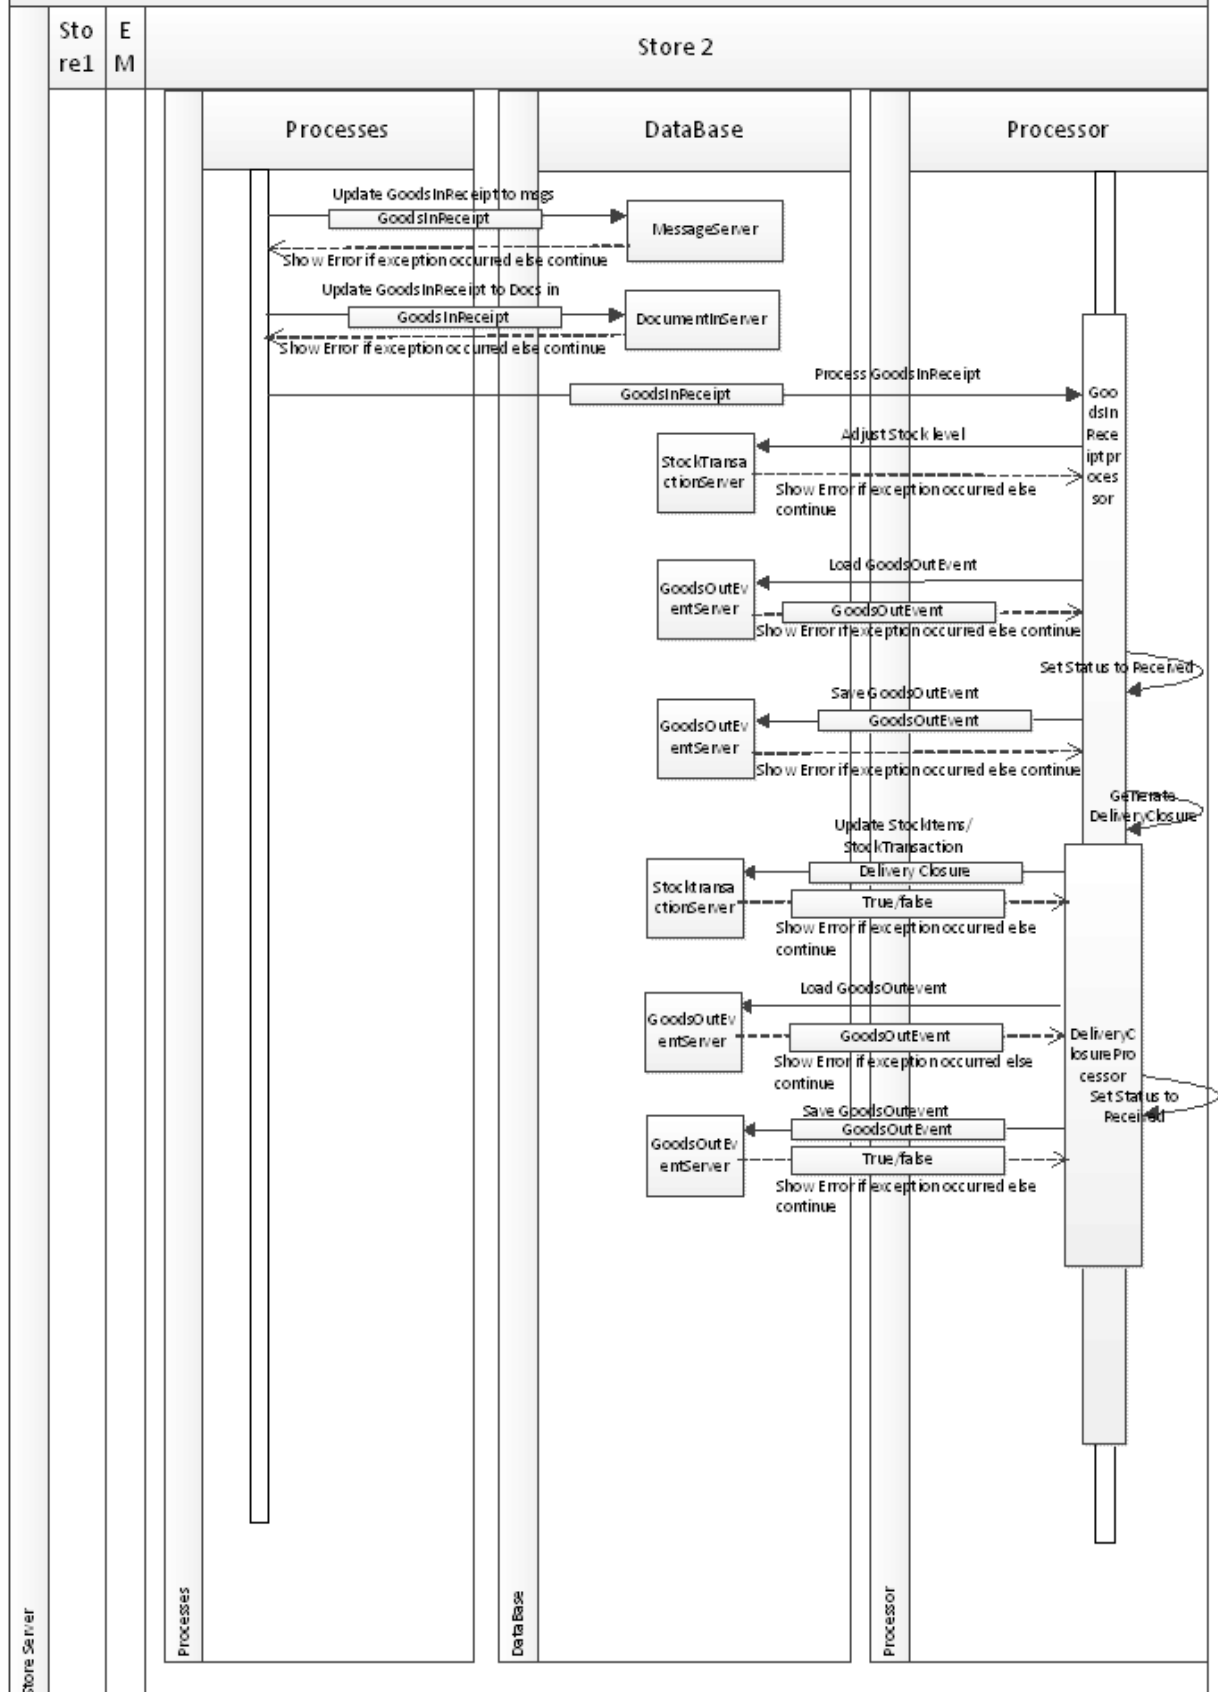 Sto
re1
E
M
Store 2
Processes
DataBase
Processor
Update GoodsInReceipt to msgs
GoodsInReceipt
MessageServer
Show Error if exception occurred else continue
Update GoodsInReceipt to Docs in
GoodsInReceipt
DocumentInServer
Show Error if exception occurred else continue
Process GoodsInReceipt
GoodsInReceipt
Goo
dsIn
Rece
ipt pr
oces
sor
Adjust Stock level
StockTransa
ctionServer
Show Error if exception occurred else
continue
Load GoodsOutEvent
GoodsOutEv
entServer
GoodsOutEvent
Show Error if exception occurred else continue
Set Status to Received
Save GoodsOutEvent
GoodsOutEvent
GoodsOutEv
entServer
Show Error if exception occurred else continue
Generate
DeliveryClosure
Update StockItems/
StockTransaction
Delivery Closure
Stocktransa
ctionServer
True/false
Show Error if exception occurred else
continue
Load GoodsOutevent
GoodsOutEv
entServer
GoodsOutEvent
Show Error if exception occurred else
continue
DeliveryC
losurePro
cessor
Set Status to
Received
Save GoodsOutevent
GoodsOutEvent
GoodsOutEv
entServer
True/false
Show Error if exception occurred else
continue
Store Server
Processes
DataBase
Processor